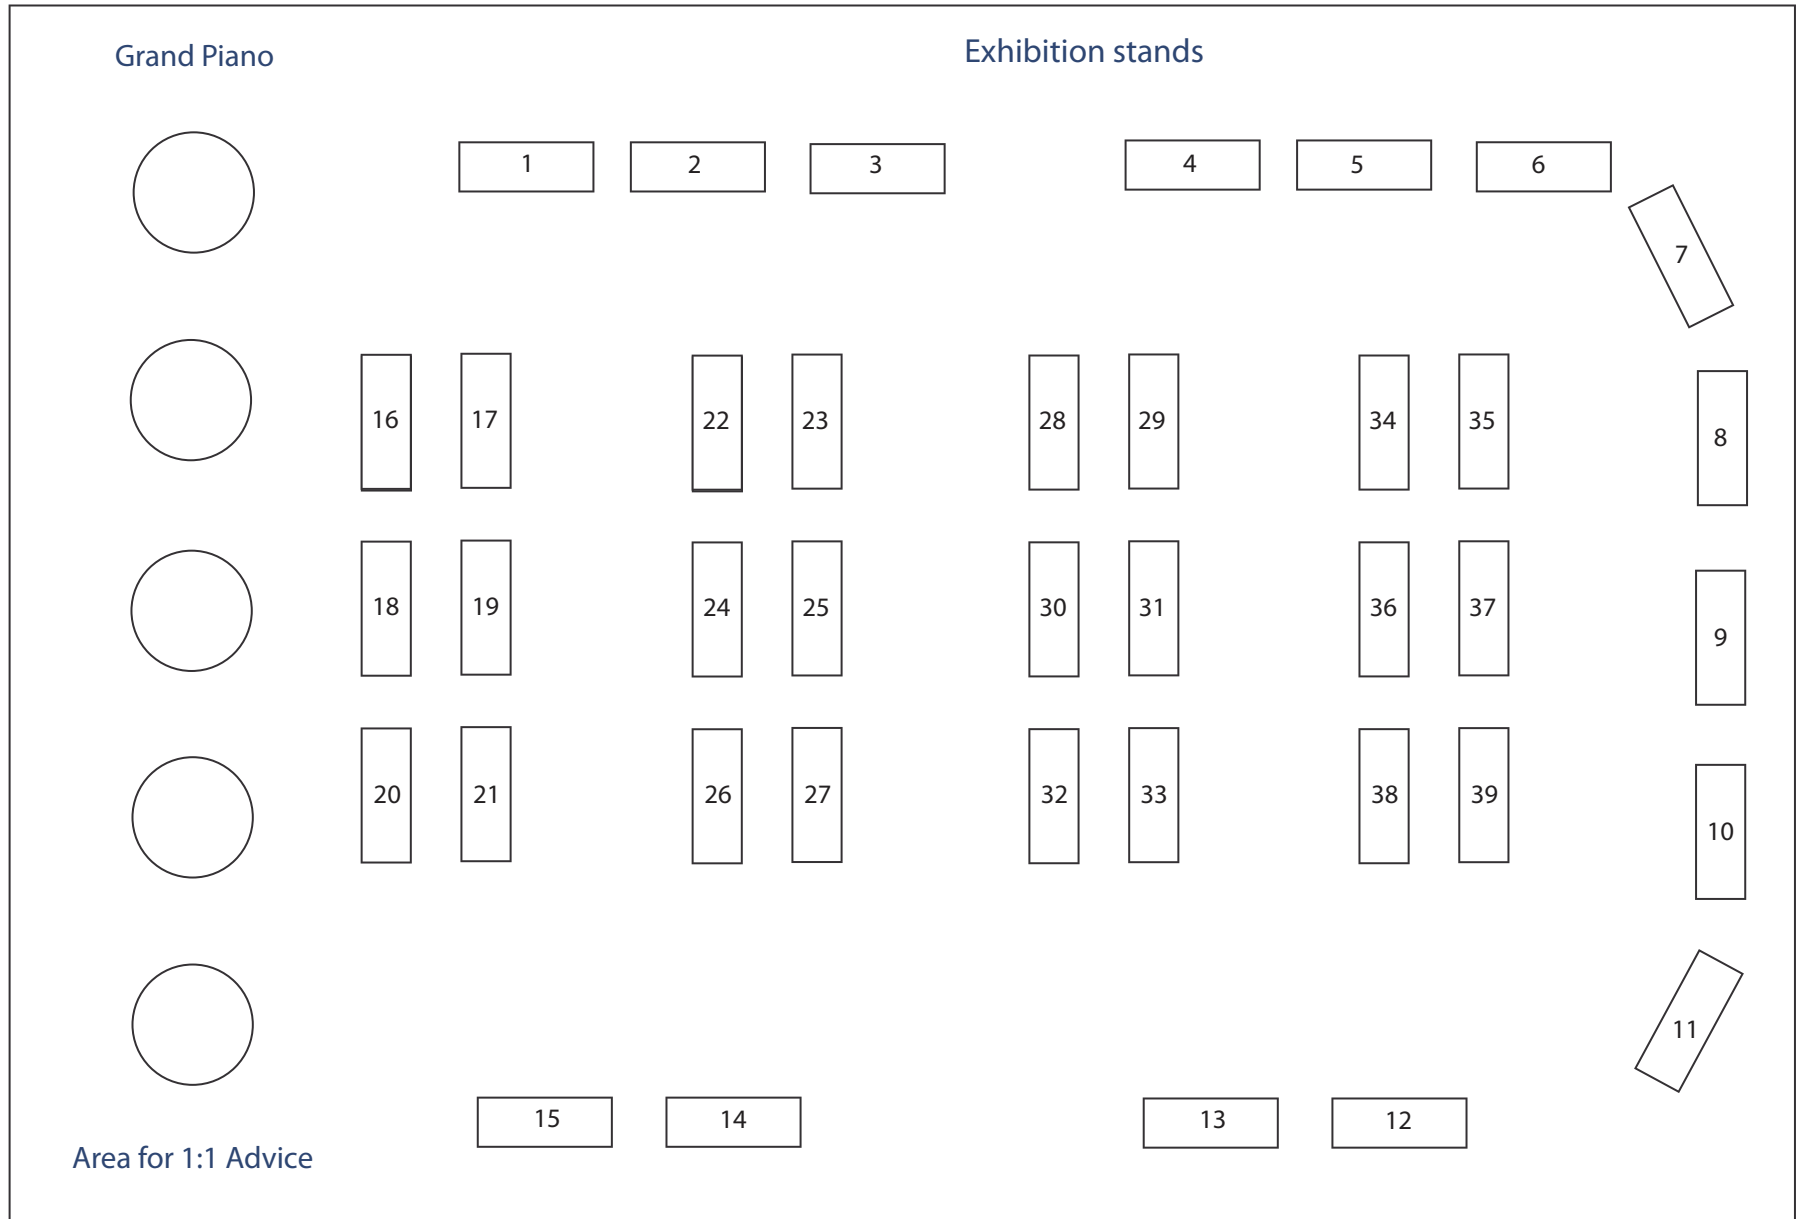 Grand Piano
Exhibition stands
1 2 3 4 5 6
7
16 17 22 23 28 29 34 35 8
18 19 24 25 30 31 36 37 9
20 21 26 27 32 33 38 39 10
11
15 14 13 12
Area for 1:1 Advice